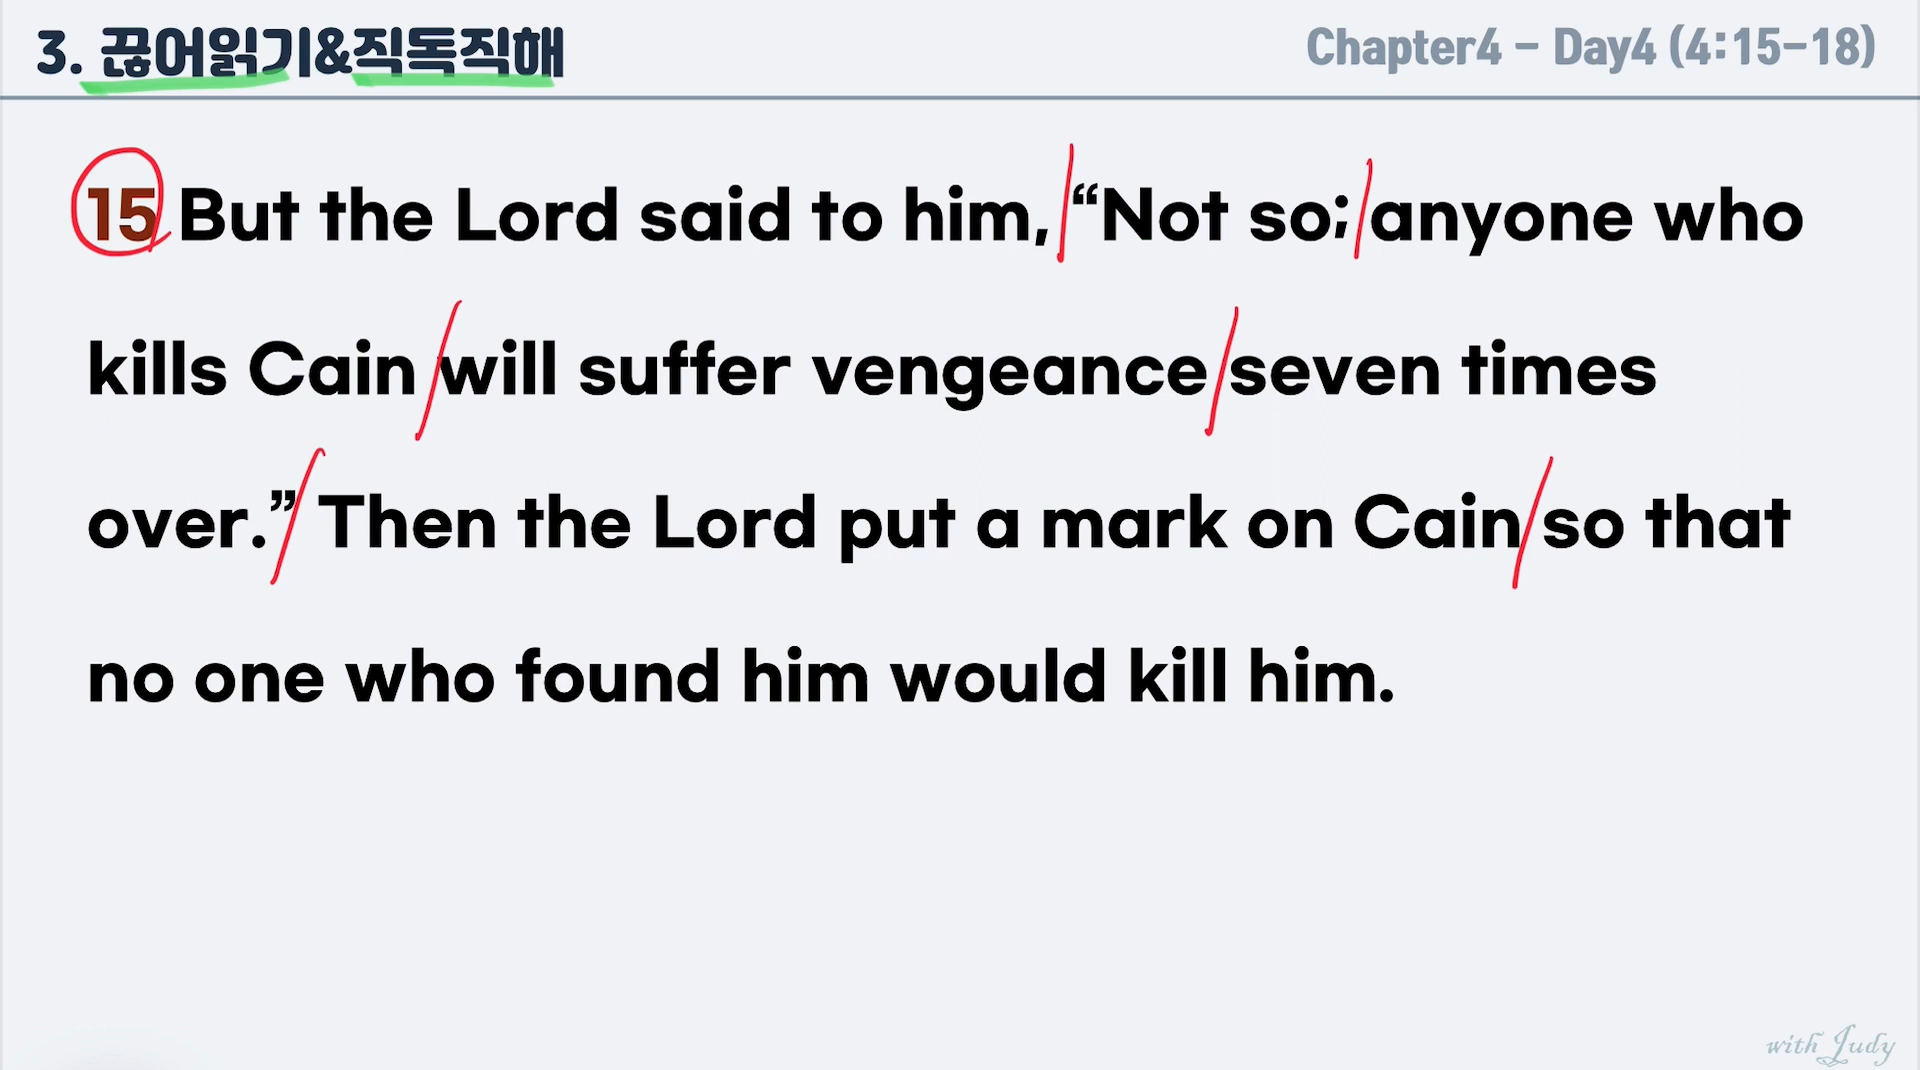 3. 끊어읽기&직독직해
Chapter4 - Day4 (4:15-18)
15 But the Lord said to him, “Not so; anyone who
kills Cain will suffer vengeance seven times
over.” Then the Lord put a mark on Cain so that
no one who found him would kill him.
with Judy